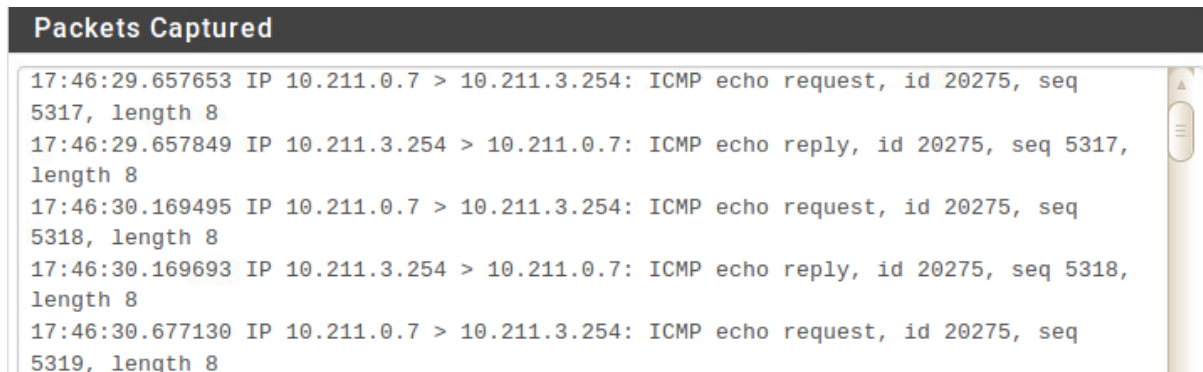 Packets Captured
17:46:29.657653 IP 10.211.0.7 > 10.211.3.254: ICMP echo request, id 20275, seq
5317, length 8
17:46:29.657849 IP 10.211.3.254 > 10.211.0.7: ICMP echo reply, id 20275, seq 5317,
length 8
17:46:30.169495 IP 10.211.0.7 > 10.211.3.254: ICMP echo request, id 20275, seq
5318, length 8
17:46:30.169693 IP 10.211.3.254 > 10.211.0.7: ICMP echo reply, id 20275, seq 5318,
length 8
17:46:30.677130 IP 10.211.0.7 > 10.211.3.254: ICMP echo request, id 20275, seq
5319, length 8